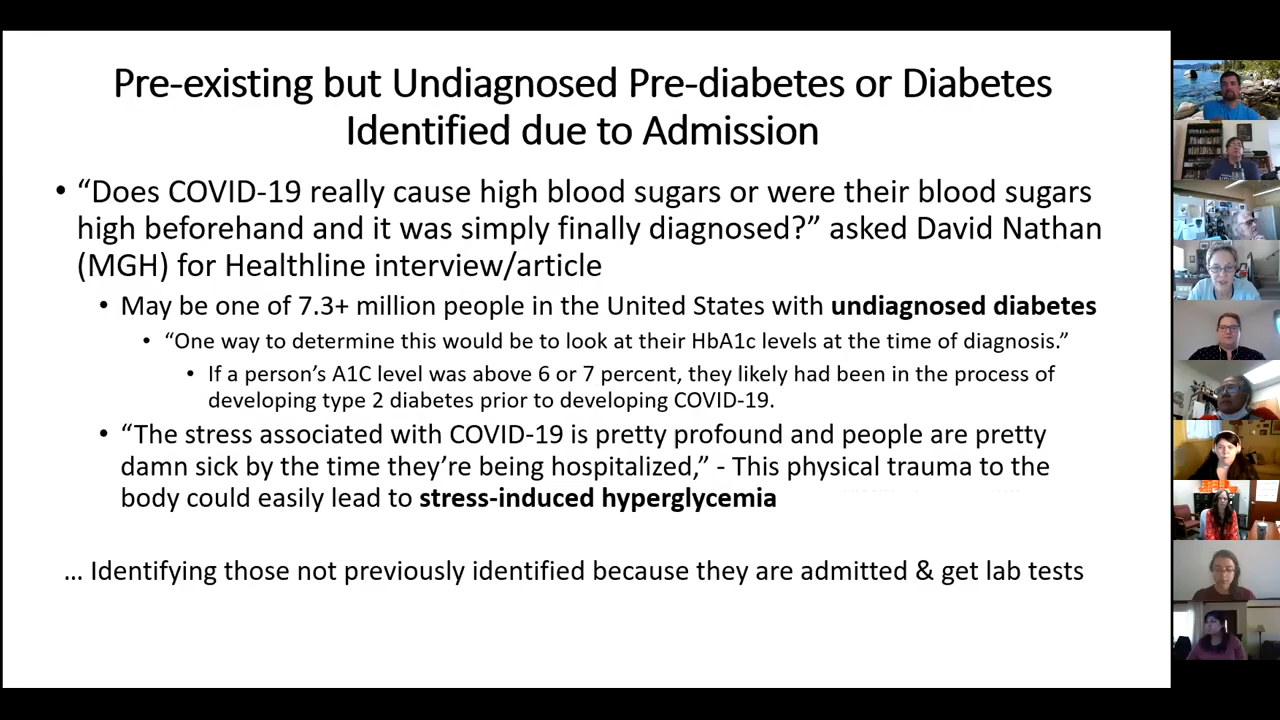 Pre-existing but Undiagnosed Pre-diabetes or Diabetes
Identified due to Admission
• “Does COVID-19 really cause high blood sugars or were their blood sugars
high beforehand and it was simply finally diagnosed?” asked David Nathan
(MGH) for Healthline interview/article
• May be one of 7.3+ million people in the United States with undiagnosed diabetes
• “One way to determine this would be to look at their HbA1c levels at the time of diagnosis.”
• If a person’s A1C level was above 6 or 7 percent, they likely had been in the process of
developing type 2 diabetes prior to developing COVID-19.
• “The stress associated with COVID-19 is pretty profound and people are pretty
damn sick by the time they’re being hospitalized,” - This physical trauma to the
body could easily lead to stress-induced hyperglycemia
... Identifying those not previously identified because they are admitted & get lab tests